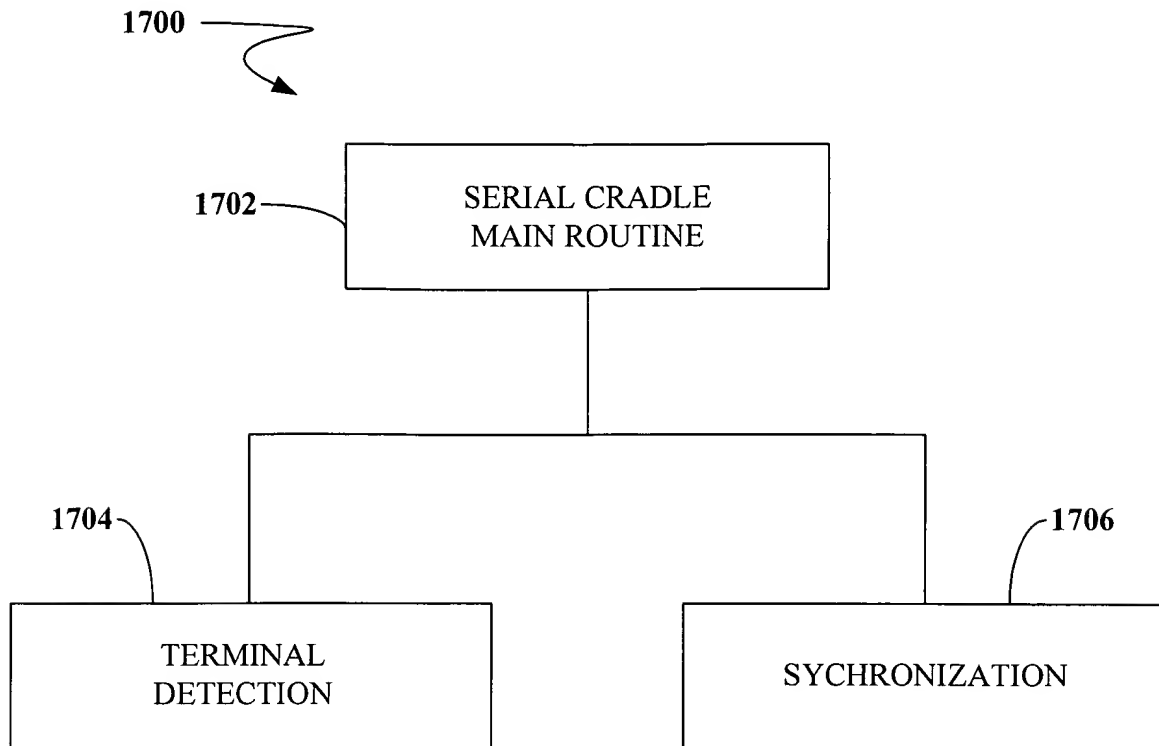 1700
1702
SERIAL CRADLE
MAIN ROUTINE
1704
1706
TERMINAL
DETECTION
SYCHRONIZATION